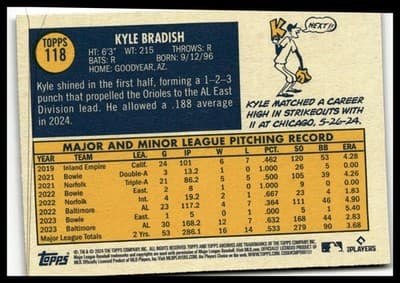 TOPPS
118
KYLE BRADISH
HT: 6'3" WT: 215 THROWS: R
BATS: R BORN: 9/12/96
HOME: GOODYEAR, AZ
Kyle shined in the first half, forming a 1-2-3
punch that propelled the Orioles to the AL East
Division lead. He allowed a .188 average
in 2024.
K
NEXT!!
KYLE MATCHED A CAREER
HIGH IN STRIKEOUTS WITH
11 AT CHICAGO, 5-26-24.
MAJOR AND MINOR LEAGUE PITCHING RECORD
YEAR TEAM LEA. G IP W L PCT. SO BB ERA
2019 Inland Empire Calif. 24 101 6 7 .462 120 53 4.28
2021 Bowie Double-A 3 13.2 1 0 1.000 26 5 0.00
2021 Norfolk Triple-A 21 86.2 5 5 .500 105 39 4.26
2022 Bowie East. 1 5 0 0 .000 5 0 0.00
2022 Norfolk Int. 4 19.2 2 1 .667 23 4 1.83
2022 Baltimore AL 23 117.2 4 7 .364 111 46 4.90
2023 Bowie East. 1 5 1 0 1.000 7 2 0.00
2023 Baltimore AL 30 168.2 12 7 .632 168 44 2.83
Major League Totals 2 Yrs. 53 286.1 16 14 .533 279 90 3.68
Topps
MLB
PLAYERS